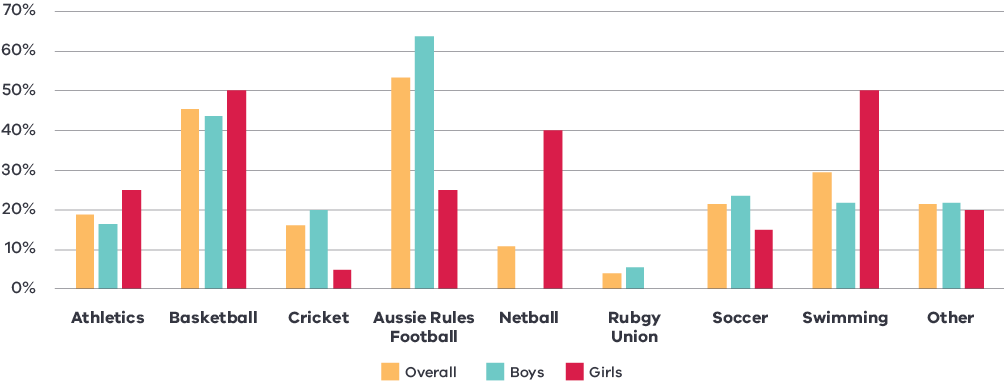 70%
60%
50%
40%
30%
20%
10%
0%
Athletics
Basketball
Cricket
Aussie Rules
Football
Netball
Rubgy
Union
Soccer
Swimming
Other
Overall
Boys
Girls